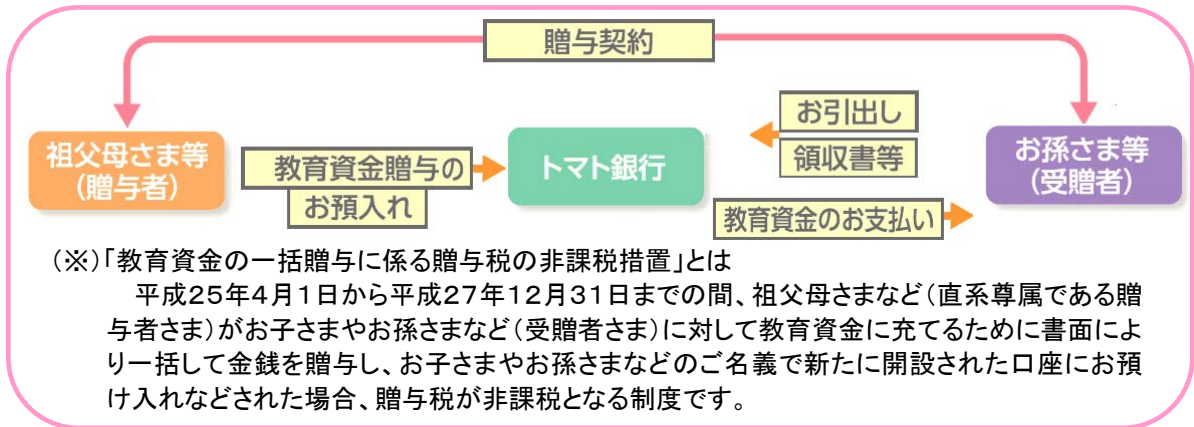 贈与契約
祖父母さま等
(贈与者)
教育資金贈与の
お預入れ
トマト銀行
お引出し
領収書等
教育資金のお支払い
お孫さま等
(受贈者)
(※)「教育資金の一括贈与に係る贈与税の非課税措置」とは
平成25年4月1日から平成27年12月31日までの間、祖父母さまなど(直系尊属である贈
与者さま)がお子さまやお孫さまなど(受贈者さま)に対して教育資金に充てるために書面によ
り一括して金銭を贈与し、お子さまやお孫さまなどのご名義で新たに開設された口座にお預
け入れなどされた場合、贈与税が非課税となる制度です。